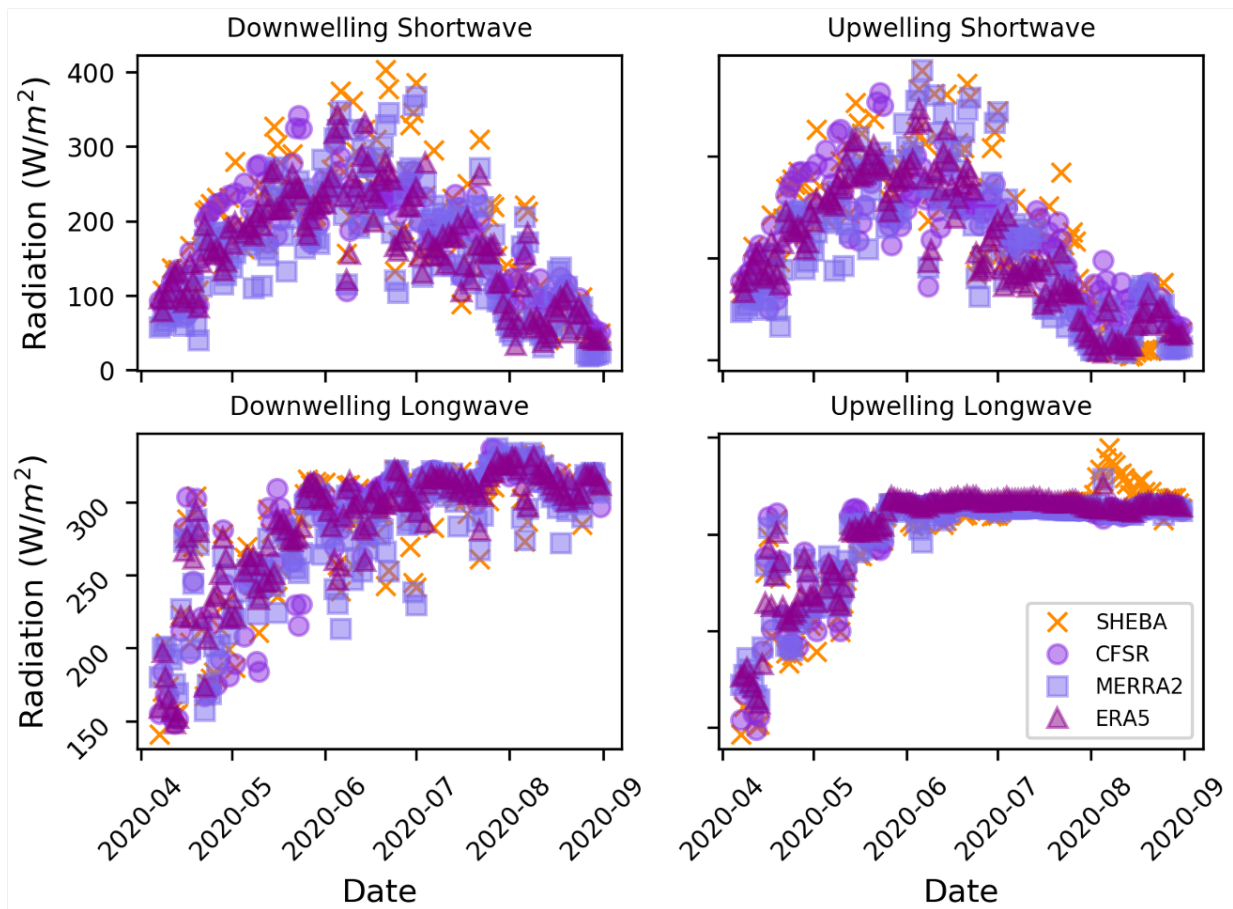 Downwelling Shortwave
Upwelling Shortwave
Radiation (W/m²)
400
300
200
100
0
Downwelling Longwave
Upwelling Longwave
Radiation (W/m²)
300
250
200
150
SHEBA
CFSR
MERRA2
ERA5
2020-04
2020-05
2020-06
2020-07
2020-08
2020-09
2020-04
2020-05
2020-06
2020-07
2020-08
2020-09
Date
Date